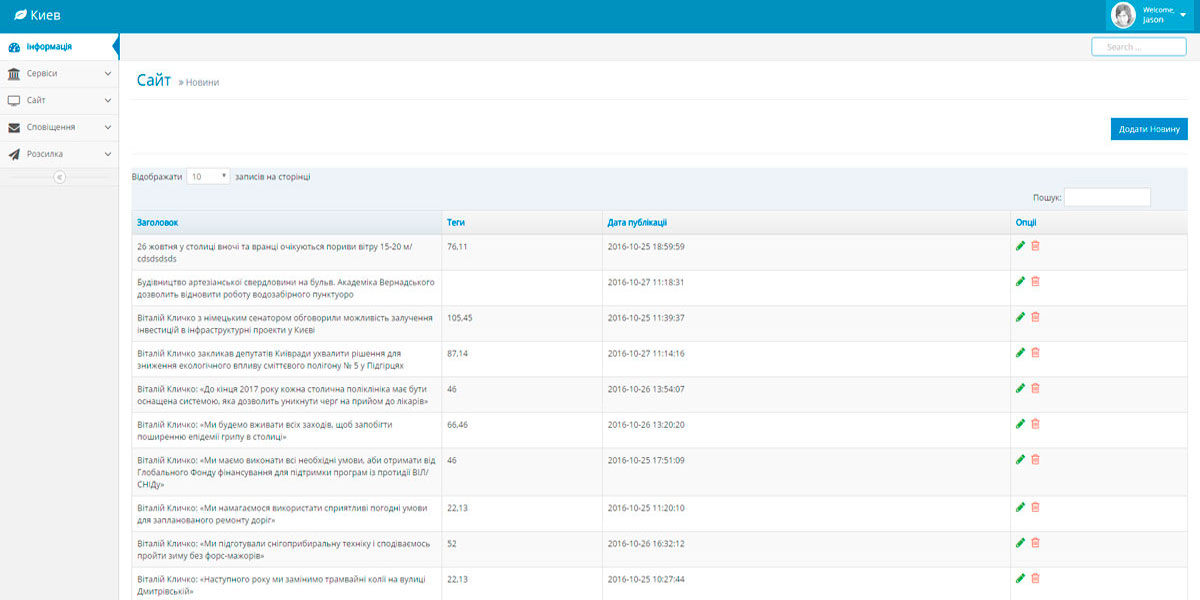 Киев
Welcome,
Jason
Інформація
Search ...
Сервіси
Сайт
Сповіщення
Розсилка
Сайт » Новини
Додати Новину
Відображати 10 записів на сторінці
Пошук:
Заголовок Теги Дата публікації Опції
26 жовтня у столиці вночі та вранці очікуються пориви вітру 15-20 м/ 76,11 2016-10-25 18:59:59
cdsdsdsds
Будівництво артезіанської свердловини на бульв. Академіка Вернадського 2016-10-27 11:18:31
дозволить відновити роботу водозабірного пунктуоро
Віталій Кличко з німецьким сенатором обговорили можливість залучення 105,45 2016-10-25 11:39:37
інвестицій в інфраструктурні проекти у Києві
Віталій Кличко закликав депутатів Київради ухвалити рішення для 87,14 2016-10-27 11:14:16
зниження екологічного впливу сміттєвого полігону № 5 у Підгірцях
Віталій Кличко: «До кінця 2017 року кожна столична поліклініка має бути 46 2016-10-26 13:54:07
оснащена системою, яка дозволить уникнути черг на прийом до лікарів»
Віталій Кличко: «Ми будемо вживати всіх заходів, щоб запобігти 66,46 2016-10-26 13:20:20
поширенню епідемії грипу в столиці»
Віталій Кличко: «Ми маємо виконати всі необхідні умови, аби отримати від 46 2016-10-25 17:51:09
Глобального Фонду фінансування для підтримки програм із протидії ВІЛ/
СНІДу»
Віталій Кличко: «Ми намагаємося використати сприятливі погодні умови 22,13 2016-10-25 11:20:10
для запланованого ремонту доріг»
Віталій Кличко: «Ми підготували снігоприбиральну техніку і сподіваємось 52 2016-10-26 16:32:12
пройти зиму без форс-мажорів»
Віталій Кличко: «Наступного року ми замінимо трамвайні колії на вулиці 22,13 2016-10-25 10:27:44
Дмитрівській»